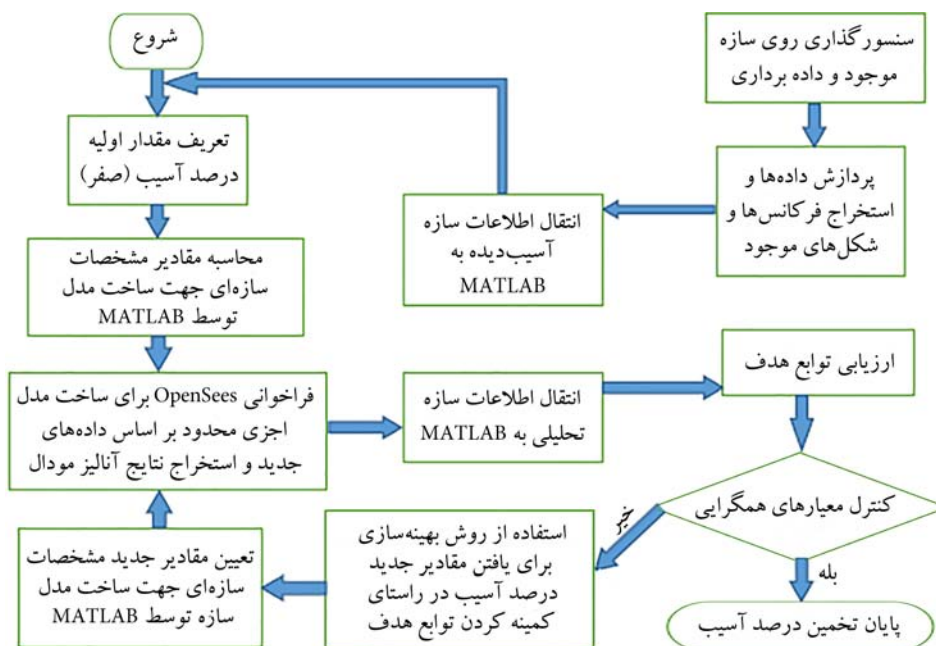 شروع
سنسورگذاری روی سازه
موجود و داده برداری
تعریف مقدار اولیه
درصد آسیب (صفر)
پردازش داده‌ها و
استخراج فرکانس‌ها و
شکل‌های موجود
انتقال اطلاعات سازه
آسیب‌دیده به
MATLAB
محاسبه مقادیر مشخصات
سازه‌ای جهت ساخت مدل
توسط MATLAB
فراخوانی OpenSees برای ساخت مدل
اجزی محدود بر اساس داده‌های
جدید و استخراج نتایج آنالیز مودال
انتقال اطلاعات سازه
تحلیلی به MATLAB
ارزیابی توابع هدف
کنترل معیارهای همگرایی
خیر
بله
استفاده از روش بهینه‌سازی
برای یافتن مقادیر جدید
درصد آسیب در راستای
کمینه کردن توابع هدف
تعیین مقادیر جدید مشخصات
سازه‌ای جهت ساخت مدل
سازه توسط MATLAB
پایان تخمین درصد آسیب